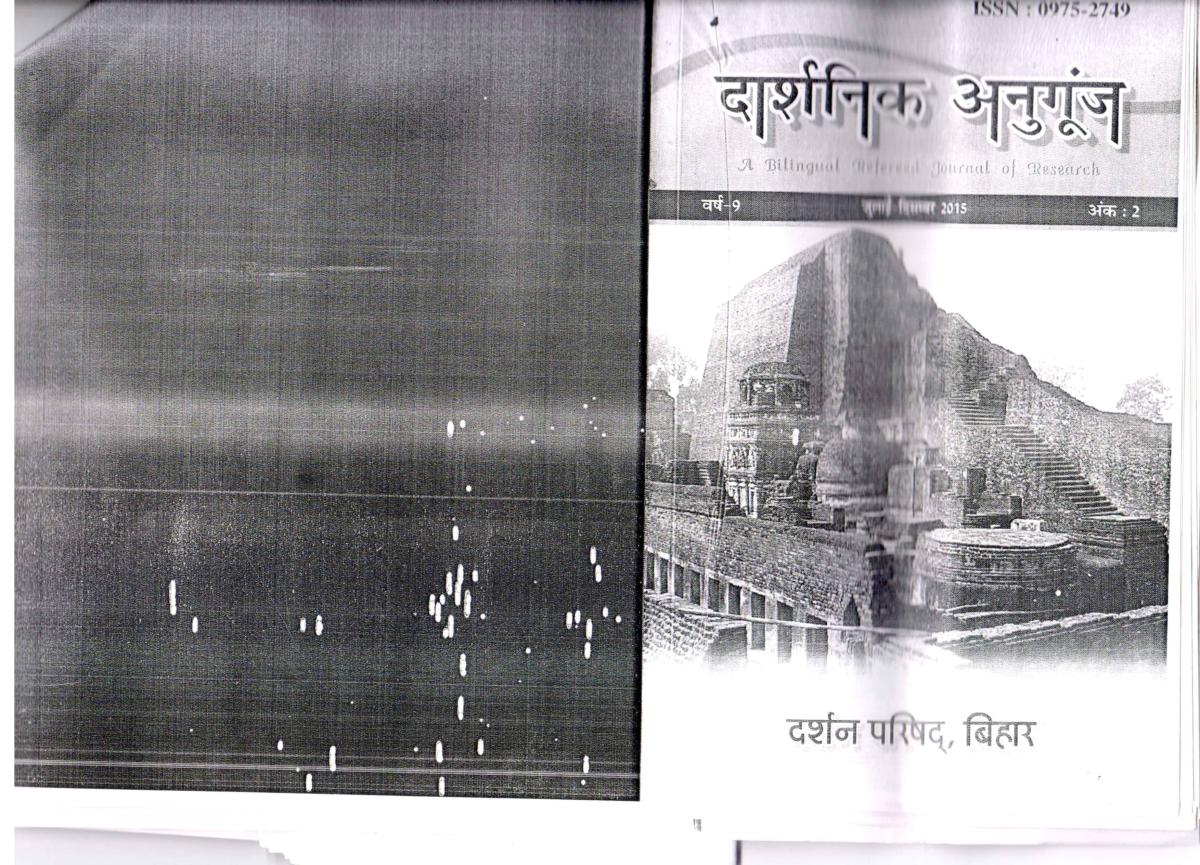 ISSN : 0975-2749
दार्शनिक अनुगूंज
A Bilingual Refereed Journal of Research
वर्ष-9 जुलाई-दिसम्बर 2015 अंक : 2
दर्शन परिषद्, बिहार